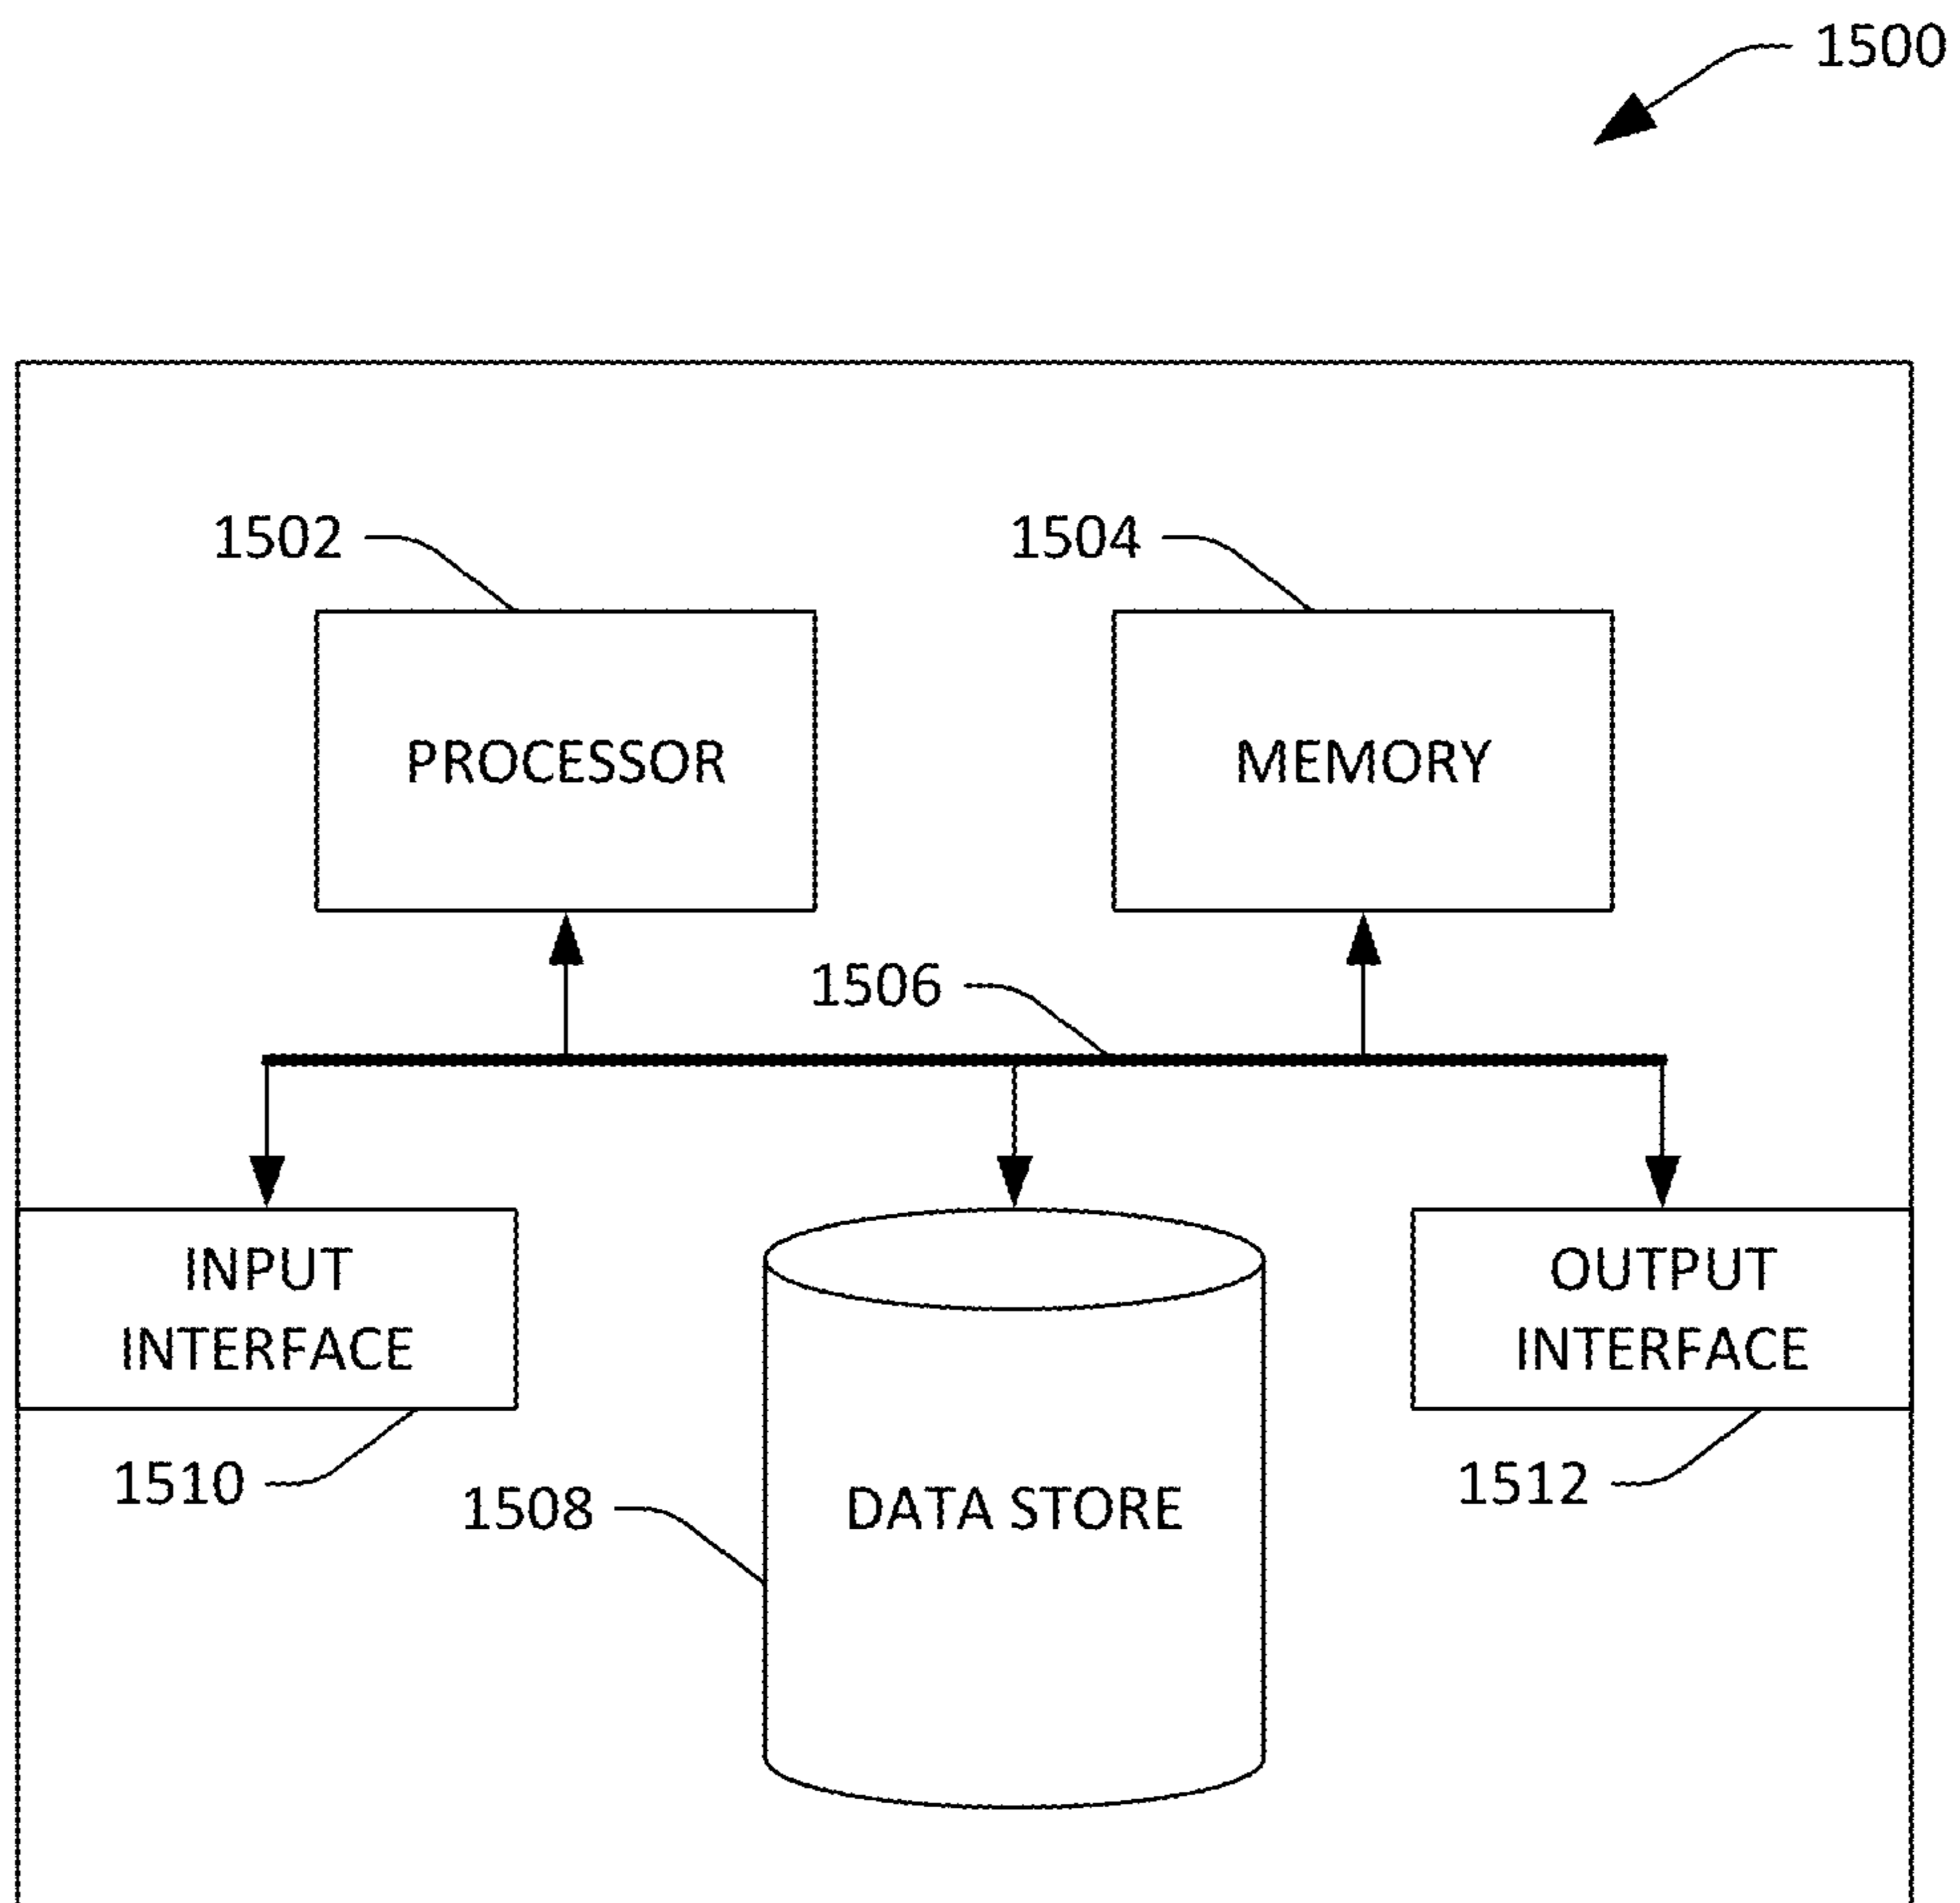 1500
1502
1504
PROCESSOR
MEMORY
1506
INPUT
INTERFACE
OUTPUT
INTERFACE
1510
1508
DATA STORE
1512